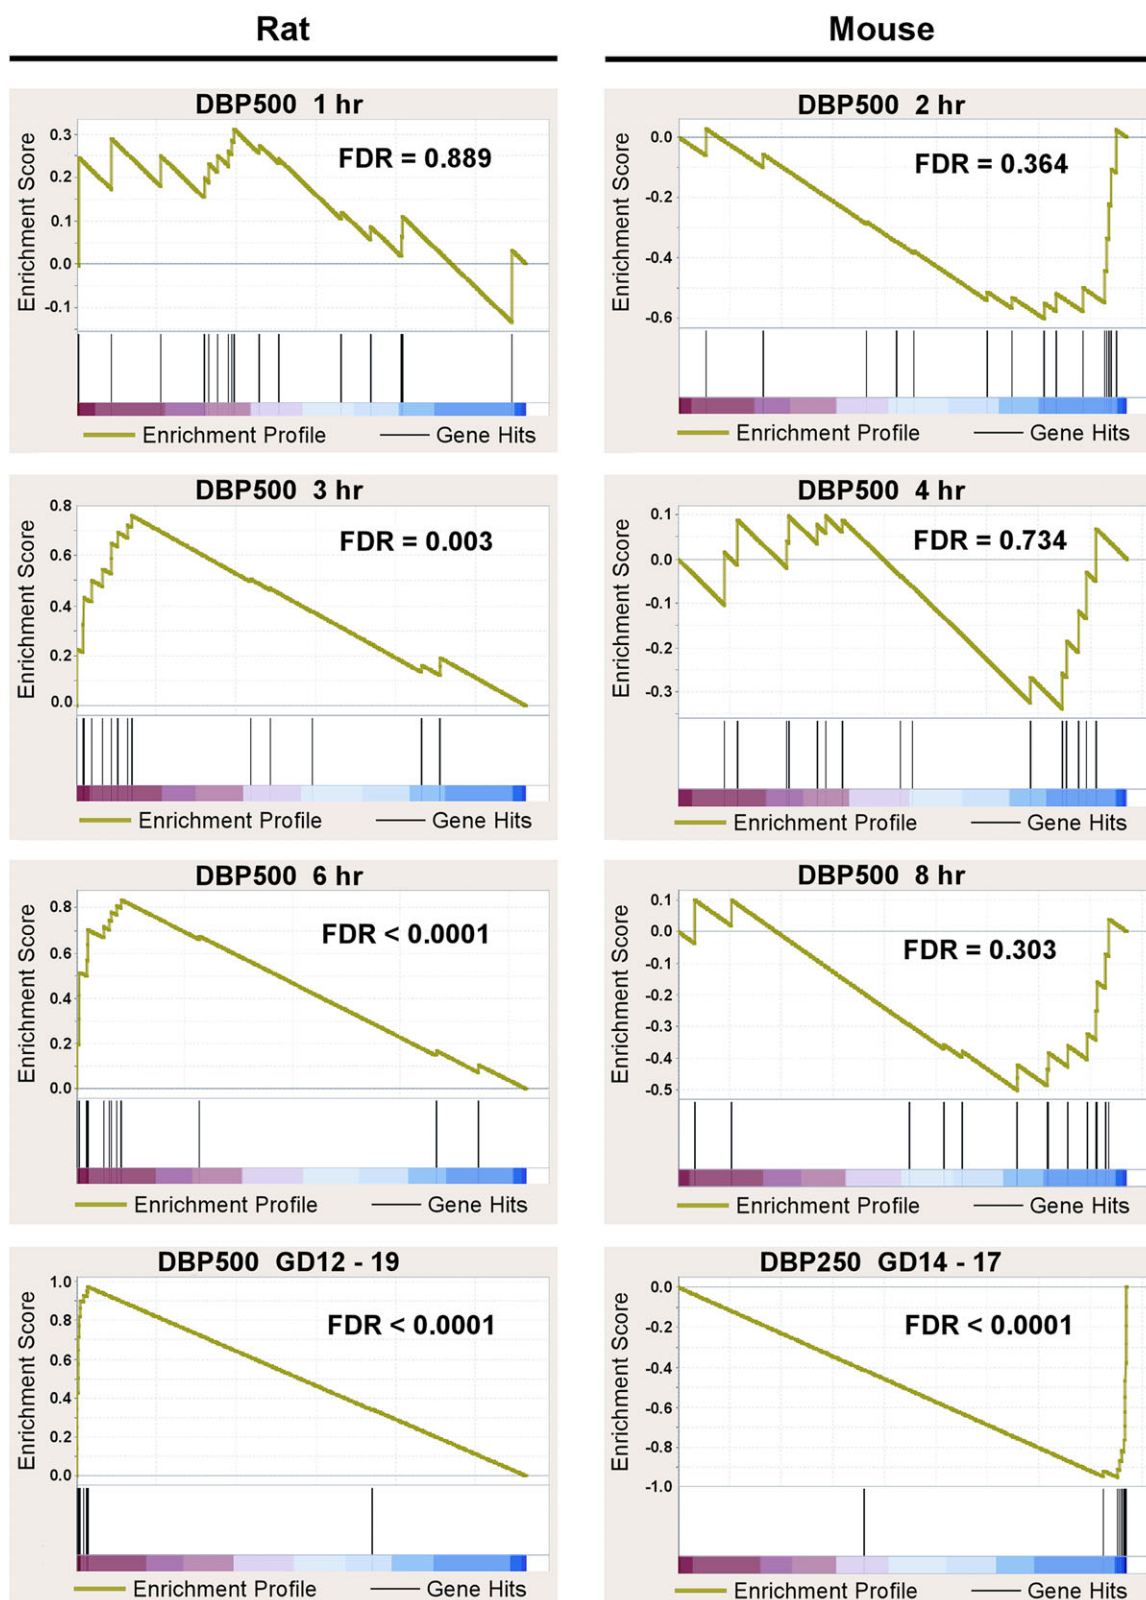 Rat
Mouse
DBP500 1 hr
FDR = 0.889
Enrichment Score
0.3
0.2
0.1
0.0
-0.1
Enrichment Profile
Gene Hits
DBP500 2 hr
FDR = 0.364
Enrichment Score
0.0
-0.2
-0.4
-0.6
Enrichment Profile
Gene Hits
DBP500 3 hr
FDR = 0.003
Enrichment Score
0.8
0.6
0.4
0.2
0.0
Enrichment Profile
Gene Hits
DBP500 4 hr
FDR = 0.734
Enrichment Score
0.1
0.0
-0.1
-0.2
-0.3
Enrichment Profile
Gene Hits
DBP500 6 hr
FDR < 0.0001
Enrichment Score
0.8
0.6
0.4
0.2
0.0
Enrichment Profile
Gene Hits
DBP500 8 hr
FDR = 0.303
Enrichment Score
0.1
0.0
-0.1
-0.2
-0.3
-0.4
-0.5
Enrichment Profile
Gene Hits
DBP500 GD12 - 19
FDR < 0.0001
Enrichment Score
1.0
0.8
0.6
0.4
0.2
0.0
Enrichment Profile
Gene Hits
DBP250 GD14 - 17
FDR < 0.0001
Enrichment Score
0.0
-0.2
-0.4
-0.6
-0.8
-1.0
Enrichment Profile
Gene Hits